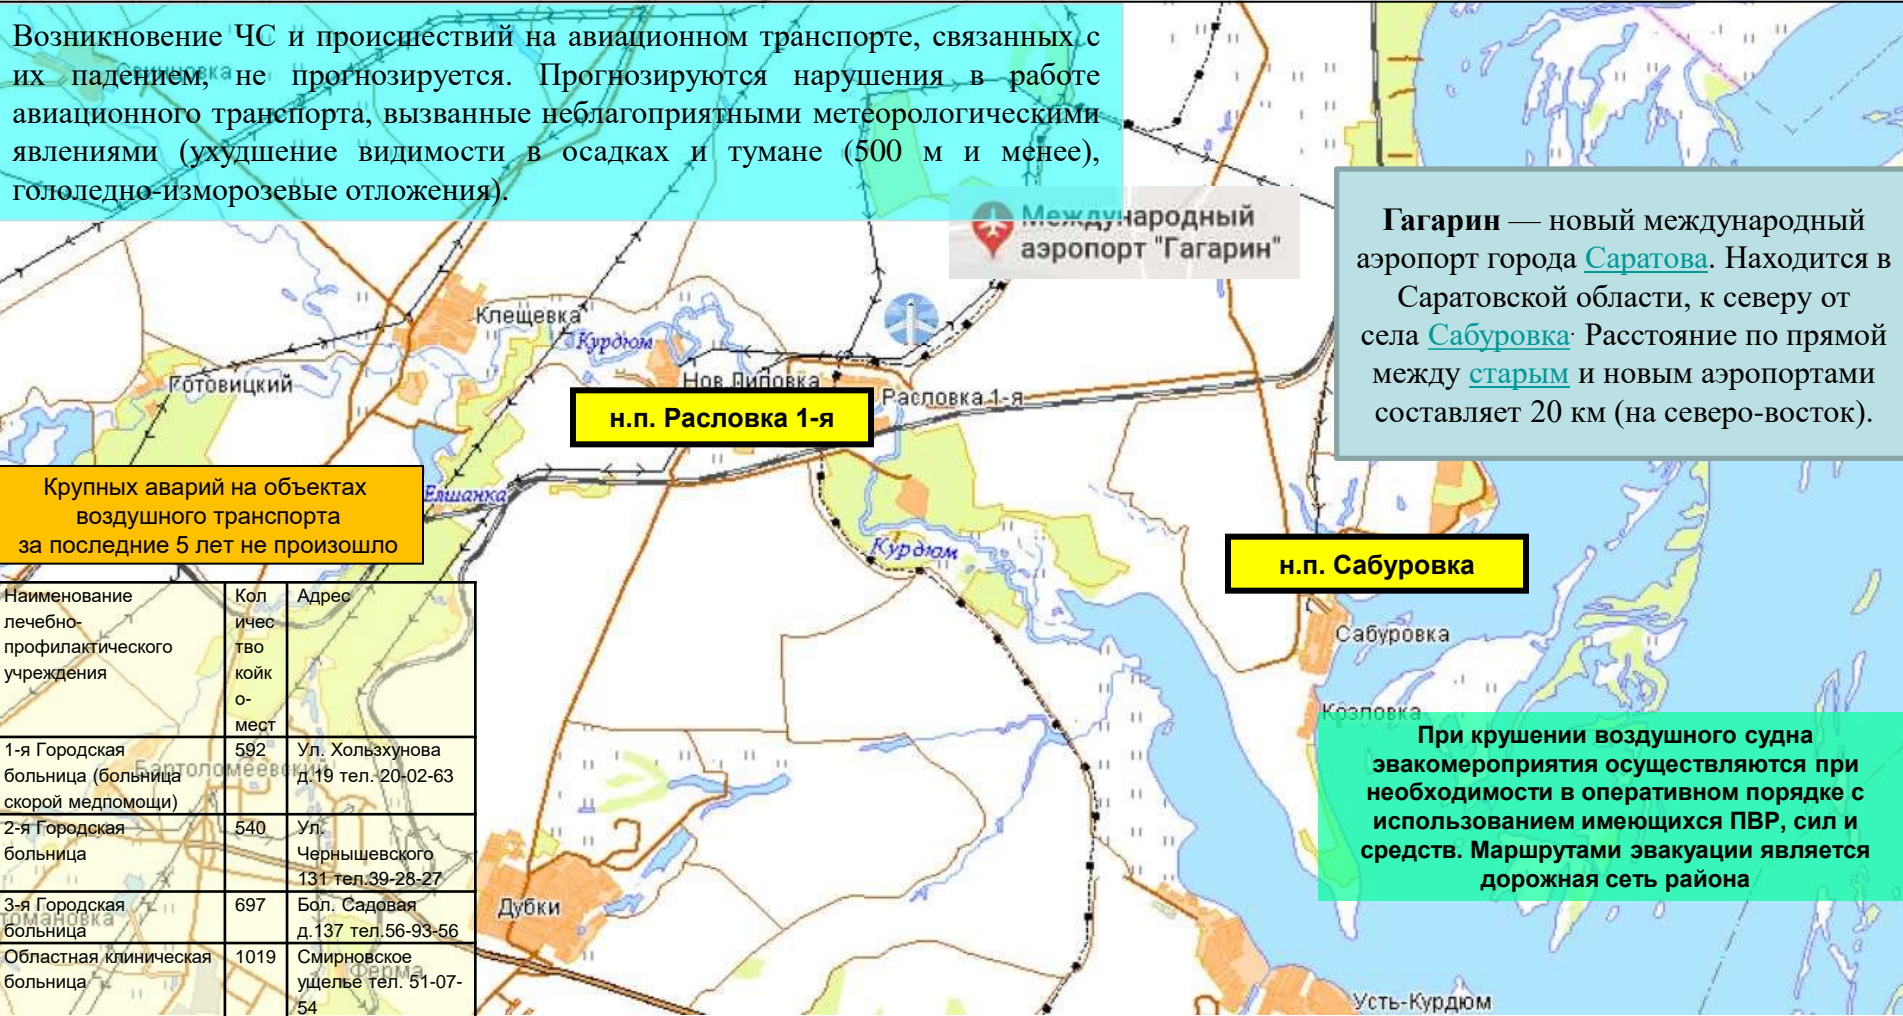 Возникновение ЧС и происшествий на авиационном транспорте, связанных с
их падением, не прогнозируется. Прогнозируются нарушения в работе
авиационного транспорта, вызванные неблагоприятными метеорологическими
явлениями (ухудшение видимости в осадках и тумане (500 м и менее),
гололедно-изморозевые отложения).
Международный
аэропорт "Гагарин"
Гагарин — новый международный
аэропорт города Саратова. Находится в
Саратовской области, к северу от
села Сабуровка. Расстояние по прямой
между старым и новым аэропортами
составляет 20 км (на северо-восток).
Клещевка
Курдюм
Готовицкий
Нов.Липовка
Расловка 1-я
н.п. Расловка 1-я
Елшанка
Крупных аварий на объектах
воздушного транспорта
за последние 5 лет не произошло
Курдюм
н.п. Сабуровка
Сабуровка
Козловка
Наименование
лечебно-
профилактического
учреждения
Кол
ичес
тво
койк
о-
мест
Адрес
1-я Городская
больница (больница
скорой медпомощи)
592
Ул. Хользхунова
д.19 тел. 20-02-63
2-я Городская
больница
540
Ул.
Чернышевского
131 тел.39-28-27
3-я Городская
больница
697
Бол. Садовая
д.137 тел.56-93-56
Областная клиническая
больница
1019
Смирновское
ущелье тел. 51-07-
54
Бартоломеевский
Ферма
Дубки
При крушении воздушного судна
эвакомероприятия осуществляются при
необходимости в оперативном порядке с
использованием имеющихся ПВР, сил и
средств. Маршрутами эвакуации является
дорожная сеть района
Усть-Курдюм